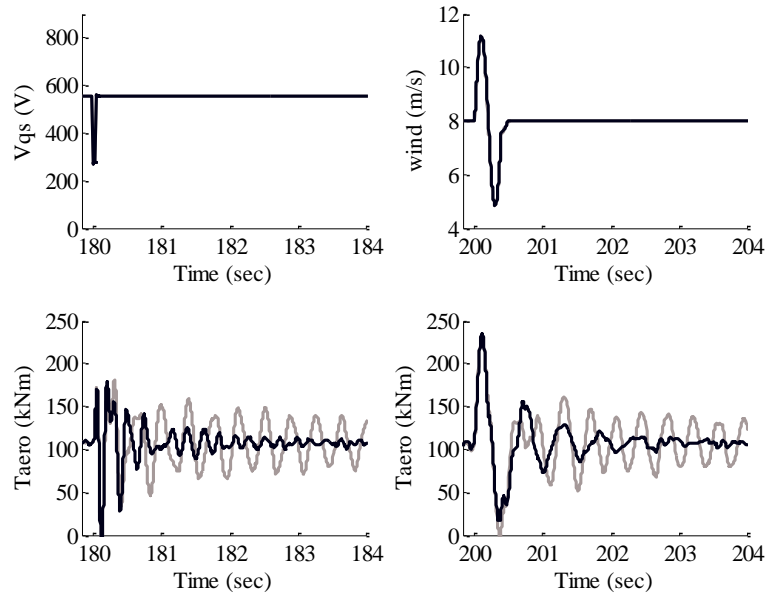 800
600
400
200
0
Vqs (V)
180 181 182 183 184
Time (sec)
12
10
8
6
4
wind (m/s)
200 201 202 203 204
Time (sec)
250
200
150
100
50
0
Taero (kNm)
180 181 182 183 184
Time (sec)
250
200
150
100
50
0
Taero (kNm)
200 201 202 203 204
Time (sec)